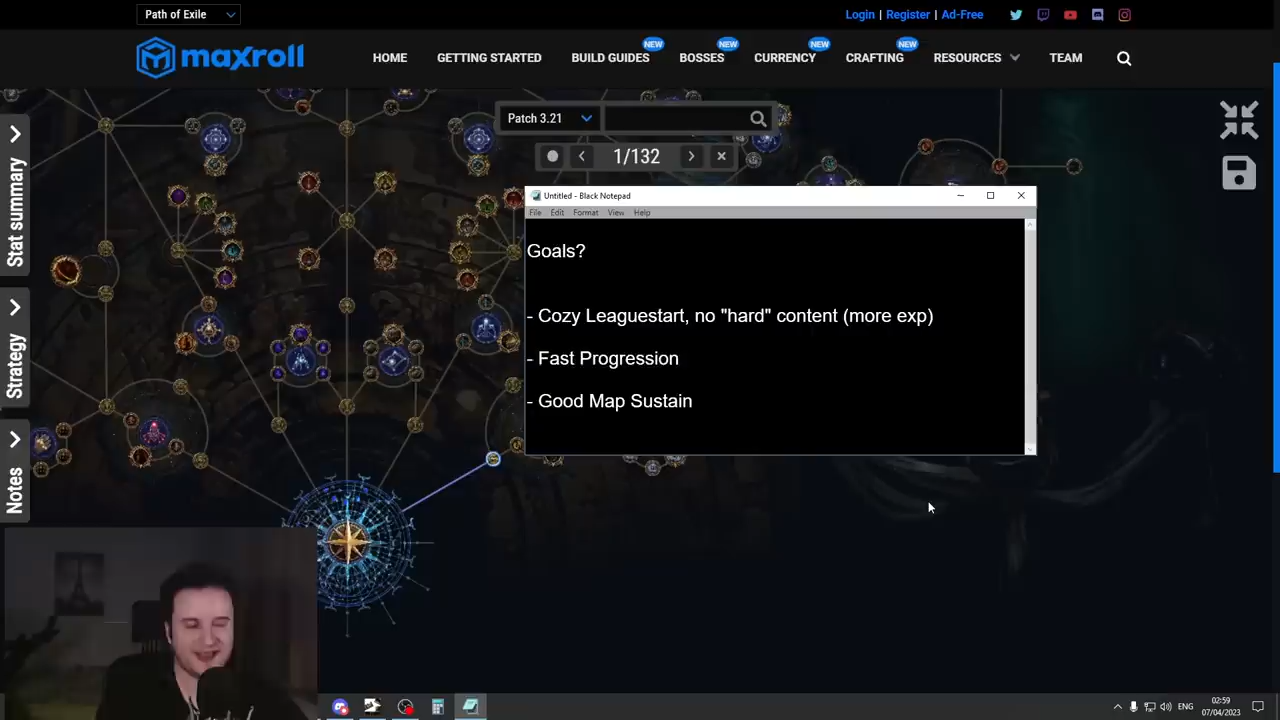 Path of Exile
Login | Register | Ad-Free
maxroll
HOME
GETTING STARTED
BUILD GUIDES
NEW
BOSSES
NEW
CURRENCY
NEW
CRAFTING
NEW
RESOURCES
TEAM
Patch 3.21
1/132
Stat summary
Strategy
Notes
Untitled - Black Notepad
File Edit Format View Help
Goals?
- Cozy Leaguestart, no "hard" content (more exp)
- Fast Progression
- Good Map Sustain
ENG
02:59
07/04/2023